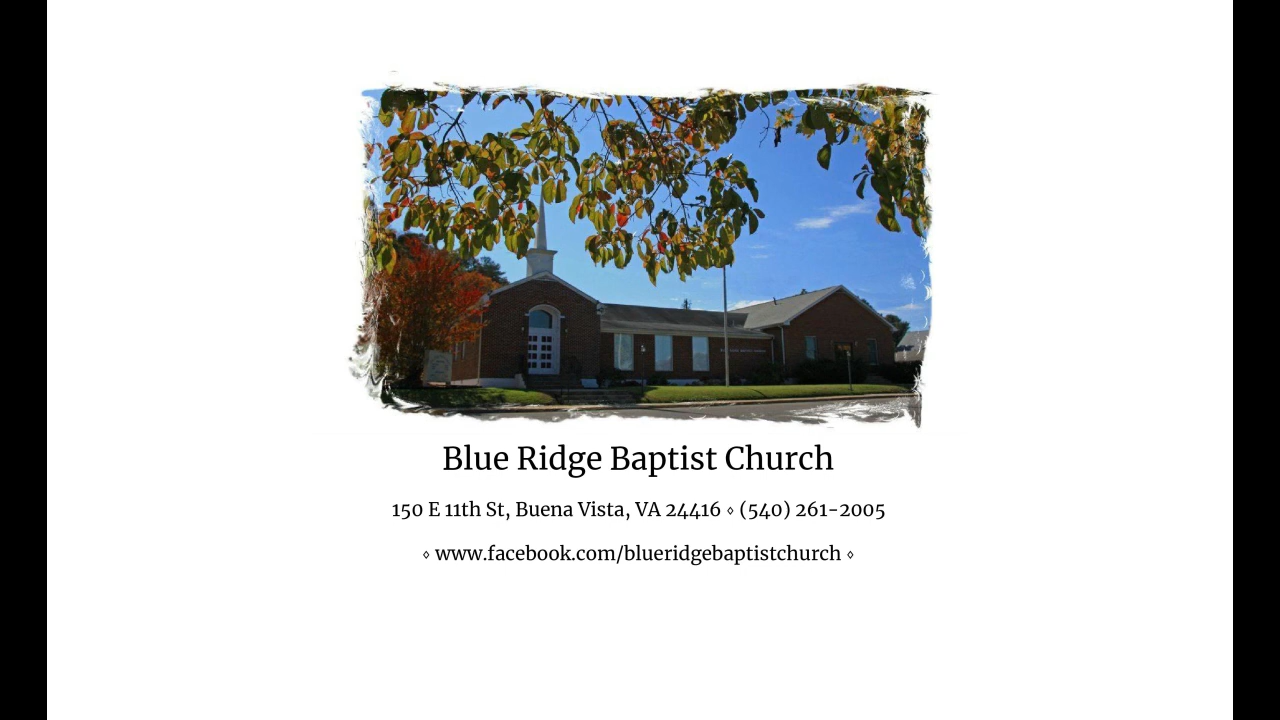 Blue Ridge Baptist Church
150 E 11th St, Buena Vista, VA 24416 ◊ (540) 261-2005
◊ www.facebook.com/blueridgebaptistchurch ◊